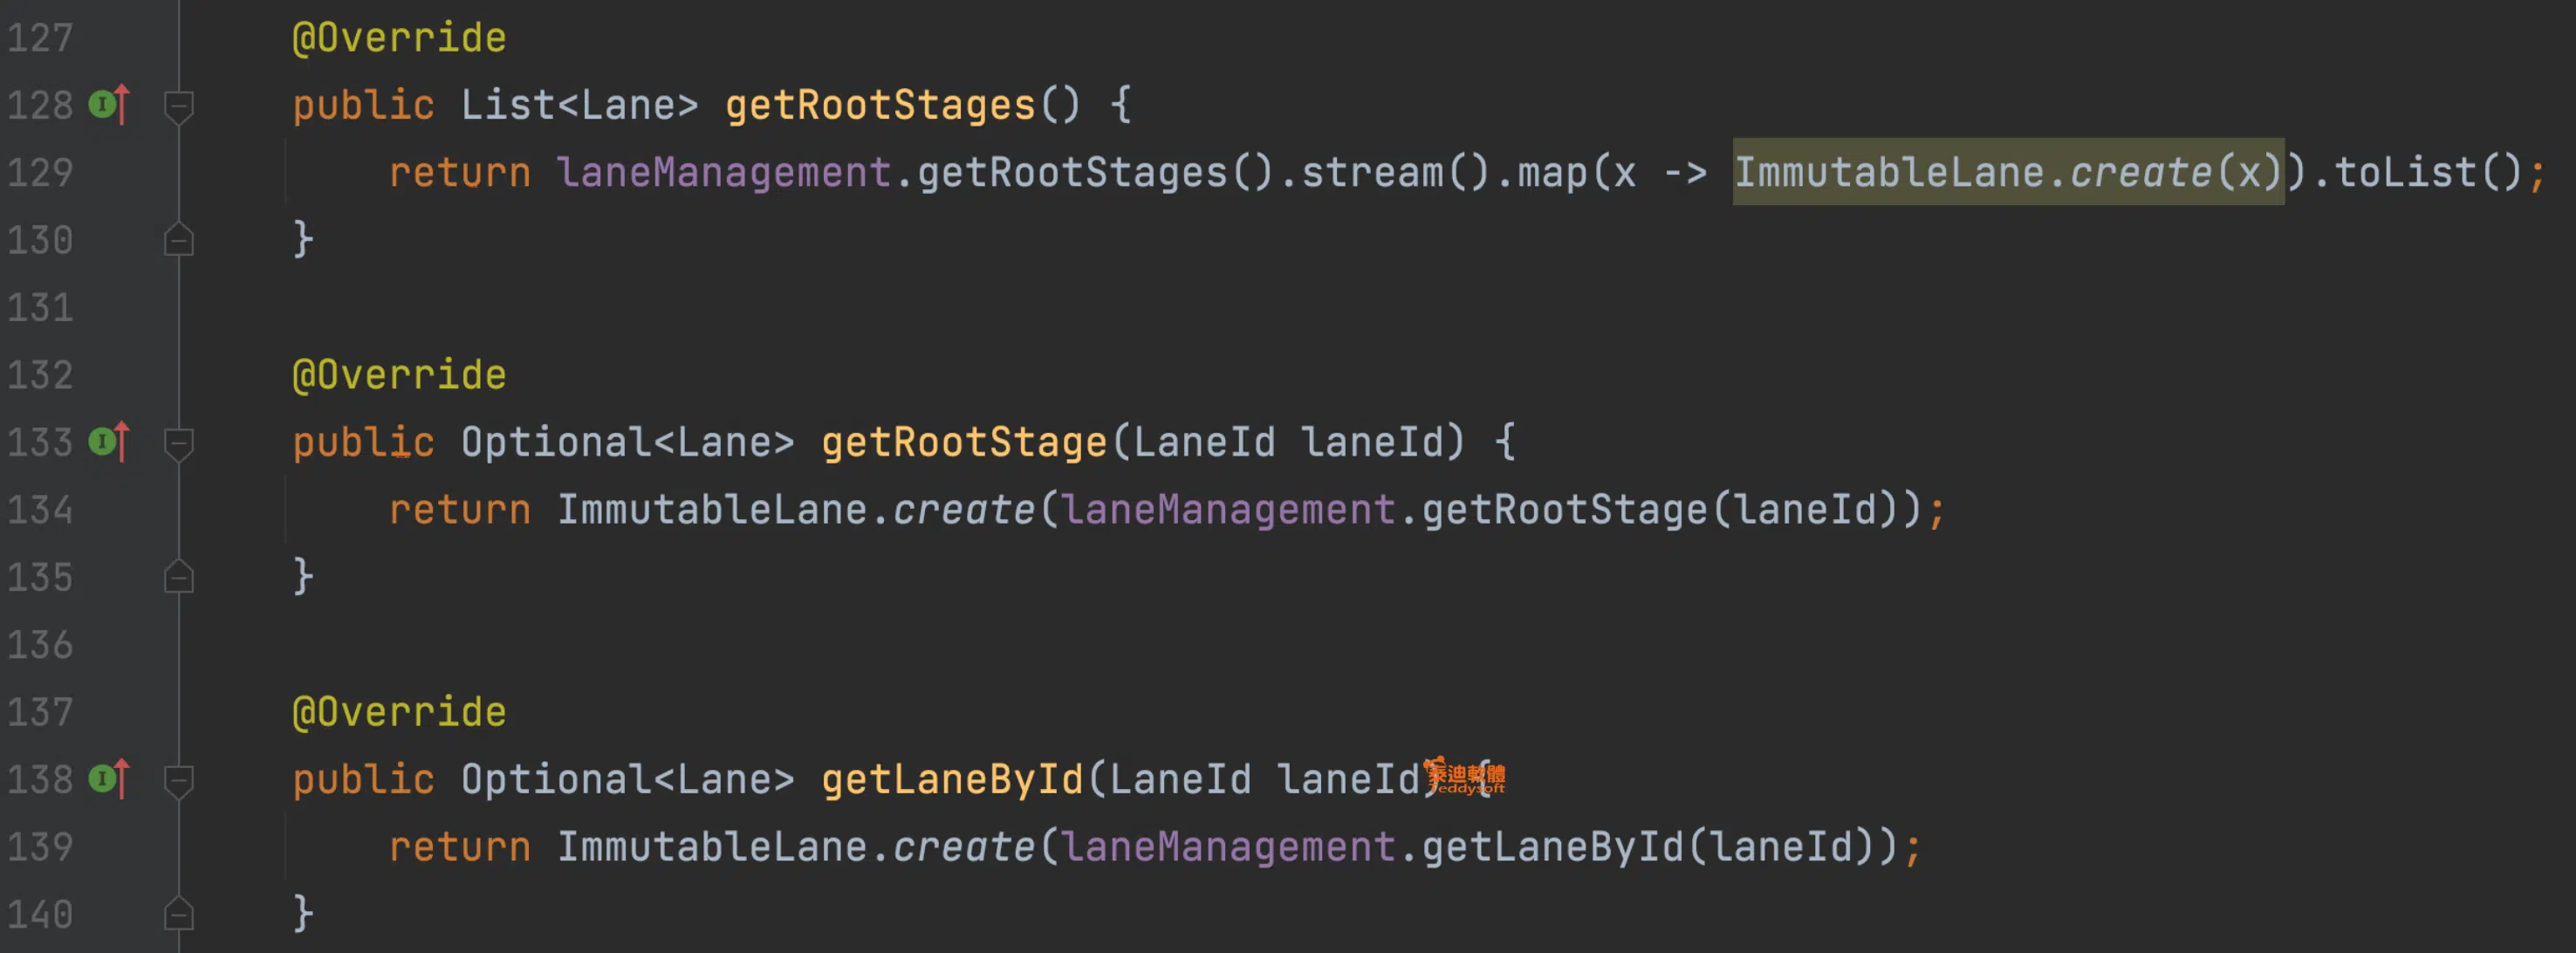 127 @Override
128 public List<Lane> getRootStages() {
129 return laneManagement.getRootStages().stream().map(x -> ImmutableLane.create(x)).toList();
130 }
131
132 @Override
133 public Optional<Lane> getRootStage(LaneId laneId) {
134 return ImmutableLane.create(laneManagement.getRootStage(laneId));
135 }
136
137 @Override
138 public Optional<Lane> getLaneById(LaneId laneId) {
泰迪軟體
Teddysoft
139 return ImmutableLane.create(laneManagement.getLaneById(laneId));
140 }